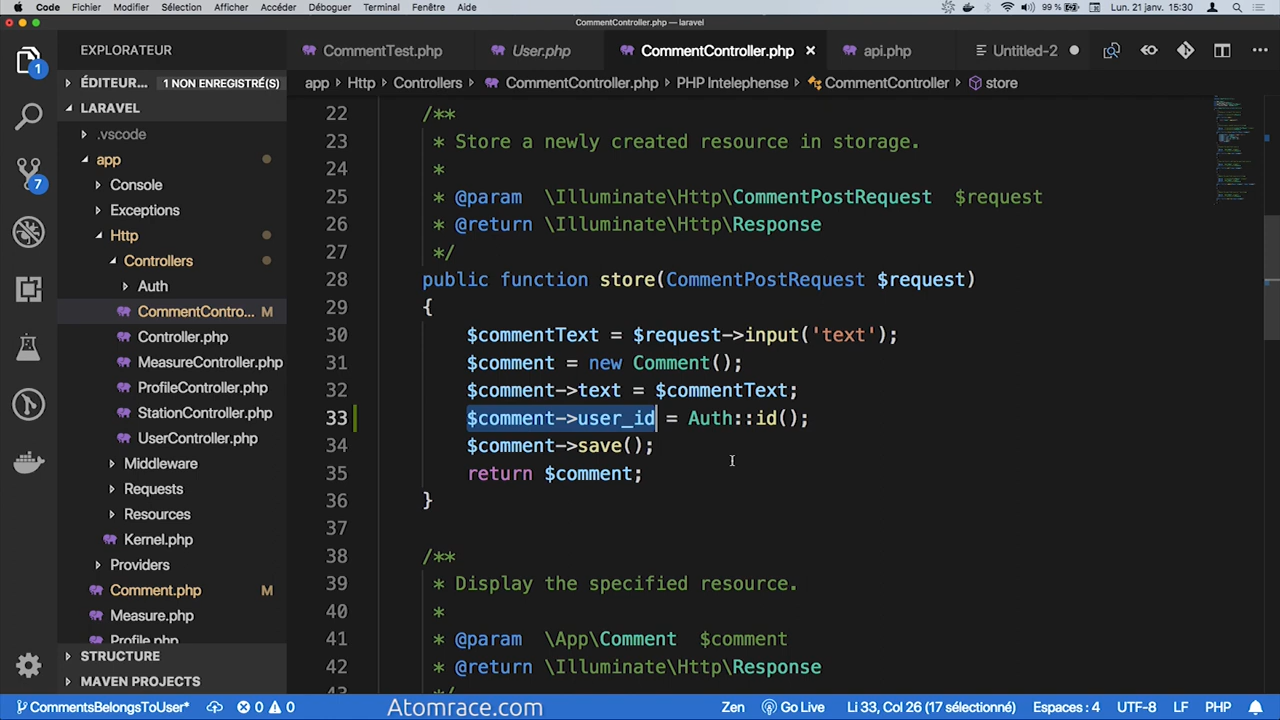 Code Fichier Modifier Sélection Affichage Accéder Déboguer Terminal Fenêtre Aide 99 % Lun. 21 janv. 15:30
CommentController.php — laravel
EXPLORATEUR
CommentTest.php User.php CommentController.php api.php Untitled-2
ÉDITEUR... 1 NON ENREGISTRÉ(S)
app Http Controllers CommentController.php PHP Intelephense CommentController store
LARAVEL
.vscode
app
Console
Exceptions
Http
Controllers
Auth
CommentContro... M
Controller.php
MeasureController.php
ProfileController.php
StationController.php
UserController.php
Middleware
Requests
Resources
Kernel.php
Providers
Comment.php M
Measure.php
Profile.php
STRUCTURE
MAVEN PROJECTS
1
7
22 /**
23 * Store a newly created resource in storage.
24 *
25 * @param \Illuminate\Http\CommentPostRequest $request
26 * @return \Illuminate\Http\Response
27 */
28 public function store(CommentPostRequest $request)
29 {
30 $commentText = $request->input('text');
31 $comment = new Comment();
32 $comment->text = $commentText;
33 $comment->user_id = Auth::id();
34 $comment->save();
35 return $comment;
36 }
37
38 /**
39 * Display the specified resource.
40 *
41 * @param \App\Comment $comment
42 * @return \Illuminate\Http\Response
43 */
CommentsBelongsToUser* 0 0 Atomrace.com Zen Go Live Li 33, Col 26 (17 sélectionné) Espaces : 4 UTF-8 LF PHP